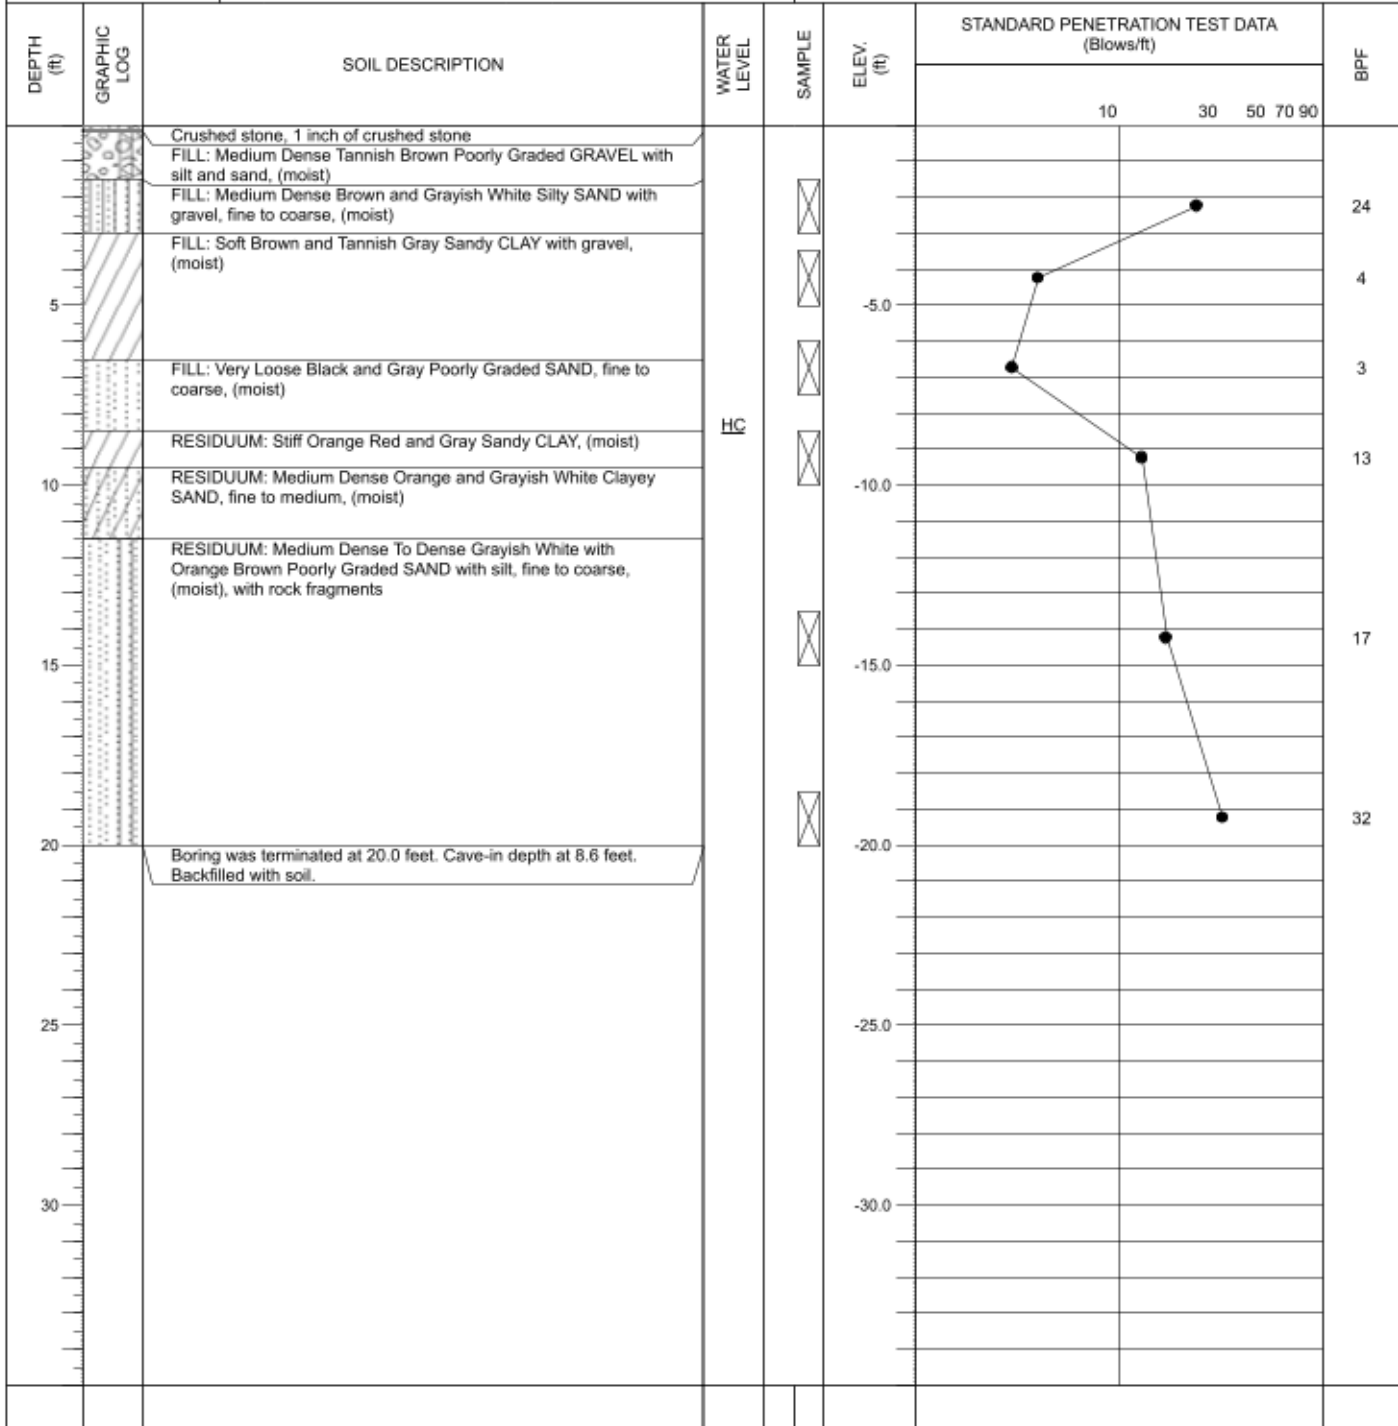 DEPTH
(ft)
GRAPHIC
LOG
SOIL DESCRIPTION
WATER
LEVEL
SAMPLE
ELEV.
(ft)
STANDARD PENETRATION TEST DATA
(Blows/ft)
10 30 50 70 90
BPF
Crushed stone, 1 inch of crushed stone
FILL: Medium Dense Tannish Brown Poorly Graded GRAVEL with
silt and sand, (moist)
FILL: Medium Dense Brown and Grayish White Silty SAND with
gravel, fine to coarse, (moist)
24
FILL: Soft Brown and Tannish Gray Sandy CLAY with gravel,
(moist)
4
5 -5.0
FILL: Very Loose Black and Gray Poorly Graded SAND, fine to
coarse, (moist)
3
HC
RESIDUUM: Stiff Orange Red and Gray Sandy CLAY, (moist)
13
RESIDUUM: Medium Dense Orange and Grayish White Clayey
10 -10.0
SAND, fine to medium, (moist)
RESIDUUM: Medium Dense To Dense Grayish White with
Orange Brown Poorly Graded SAND with silt, fine to coarse,
(moist), with rock fragments
17
15 -15.0
32
20 -20.0
Boring was terminated at 20.0 feet. Cave-in depth at 8.6 feet.
Backfilled with soil.
25 -25.0
30 -30.0